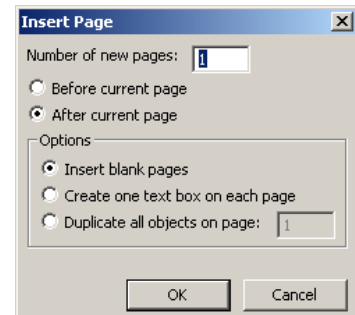 Insert Page
Number of new pages: 1
Before current page
After current page
Options
Insert blank pages
Create one text box on each page
Duplicate all objects on page: 1
OK Cancel